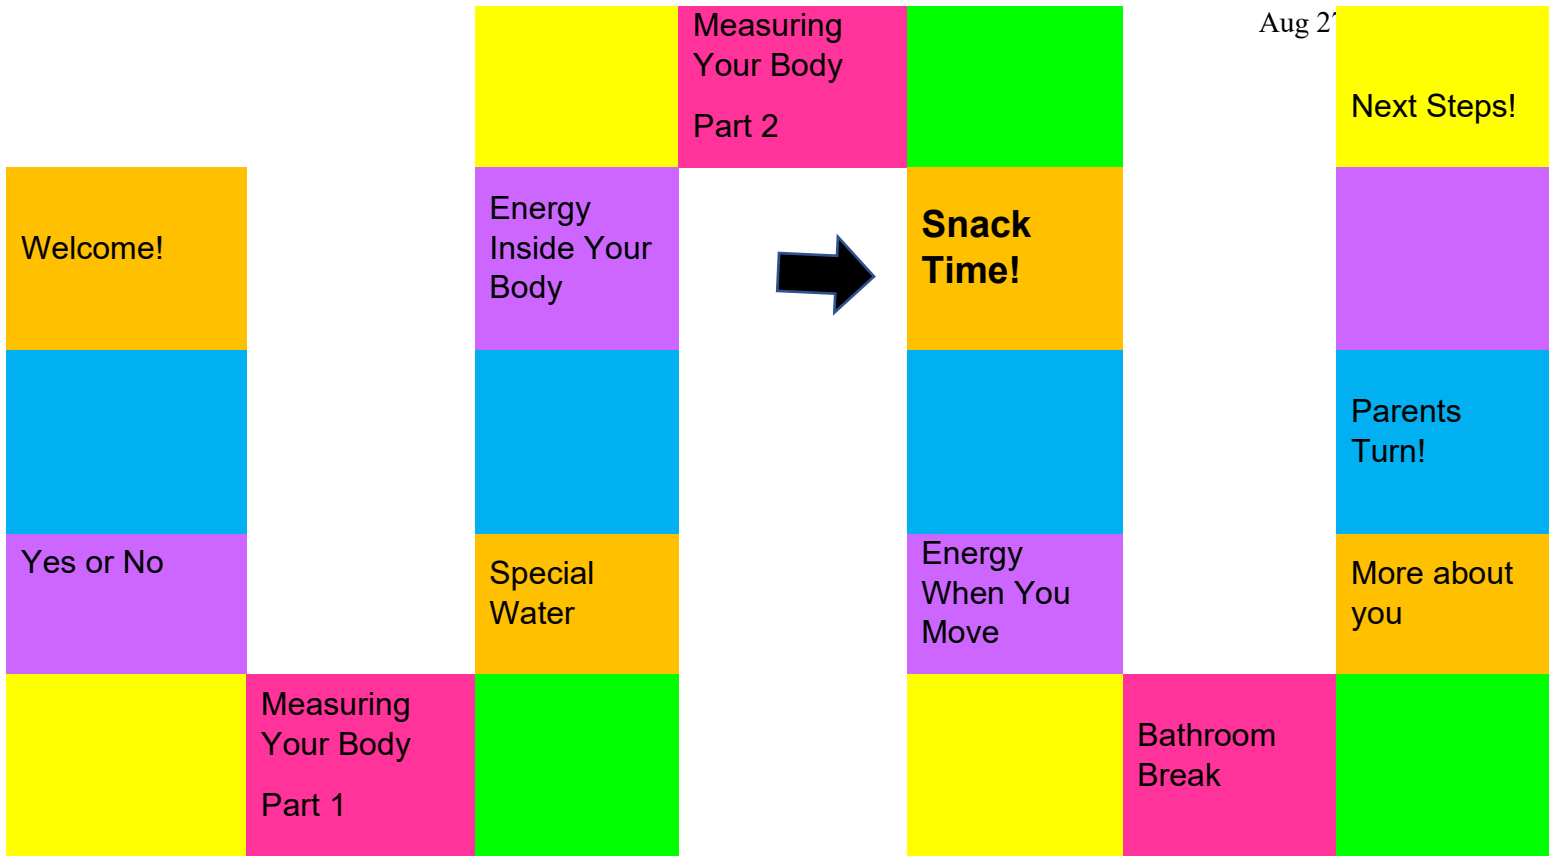 Measuring
Your Body
Part 2
Aug 27
Next Steps!
Welcome!
Energy
Inside Your
Body
Snack
Time!
Parents
Turn!
Yes or No
Special
Water
Energy
When You
Move
More about
you
Measuring
Your Body
Part 1
Bathroom
Break